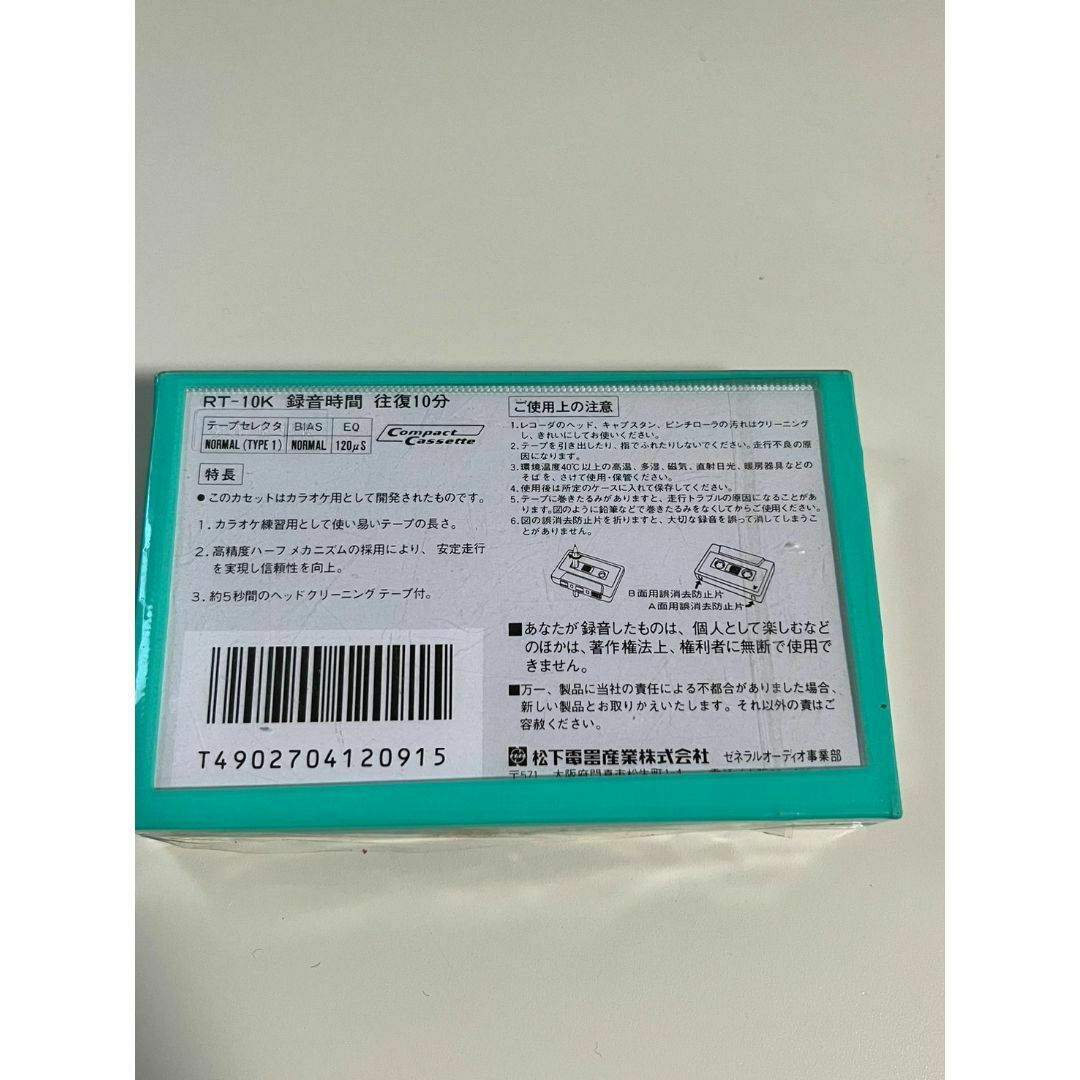 RT-10K 録音時間 往復10分
テープセレクタ BIAS EQ
NORMAL (TYPE 1) NORMAL 120μS
Compact
Cassette
特長
●このカセットはカラオケ用として開発されたものです。
1. カラオケ練習用として使い易いテープの長さ。
2. 高精度ハーフメカニズムの採用により、安定走行
を実現し信頼性を向上。
3. 約5秒間のヘッドクリーニングテープ付。
T4902704120915
ご使用上の注意
1. レコーダのヘッド、キャプスタン、ピンチローラの汚れはクリーニング
し、きれいにしてお使いください。
2. テープを引き出したり、指でふれたりしないでください。走行不良の原
因になります。
3. 環境温度40℃以上の高温、多湿、磁気、直射日光、暖房器具などの
そばを、さけて使用・保管ください。
4. 使用後は所定のケースに入れて保存してください。
5. テープに巻きたるみがありますと、走行トラブルの原因になることがあ
ります。図のように鉛筆などで巻きたるみをなくしてからご使用ください。
6. 図の誤消去防止片を折りますと、大切な録音を誤って消してしまうこ
とがありません。
B面用誤消去防止片
A面用誤消去防止片
■あなたが録音したものは、個人として楽しむなど
のほかは、著作権法上、権利者に無断で使用で
きません。
■万一、製品に当社の責任による不都合がありました場合、
新しい製品とお取りかえいたします。それ以外の責はご
容赦ください。
松下電器産業株式会社 ゼネラルオーディオ事業部
〒571 大阪府門真市松生町1-4